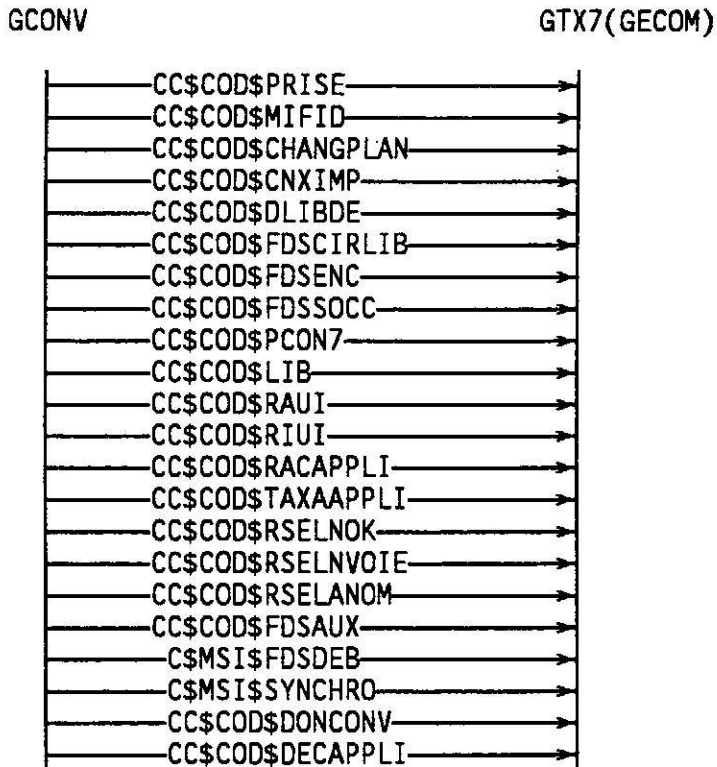 GCONV GTX7(GECOM)
CC$COD$PRISE
CC$COD$MIFID
CC$COD$CHANGPLAN
CC$COD$CNXIMP
CC$COD$DLIBDE
CC$COD$FDSCIRLIB
CC$COD$FDSENC
CC$COD$FDSSOCC
CC$COD$PCON7
CC$COD$LIB
CC$COD$RAUI
CC$COD$RIUI
CC$COD$RACAPPLI
CC$COD$TAXAAPPLI
CC$COD$RSELNOK
CC$COD$RSELNVOIE
CC$COD$RSELANOM
CC$COD$FDSAUX
C$MSI$FDSDEB
C$MSI$SYNCHRO
CC$COD$DONCONV
CC$COD$DECAPPLI